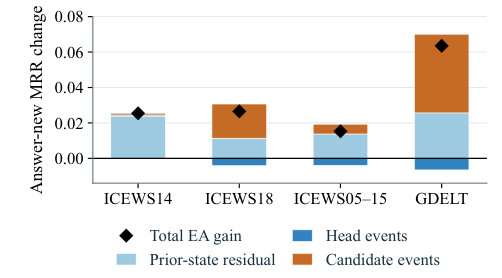 Answer-new MRR change
0.08
0.06
0.04
0.02
0.00
ICEWS14 ICEWS18 ICEWS05–15 GDELT
Total EA gain Head events
Prior-state residual Candidate events